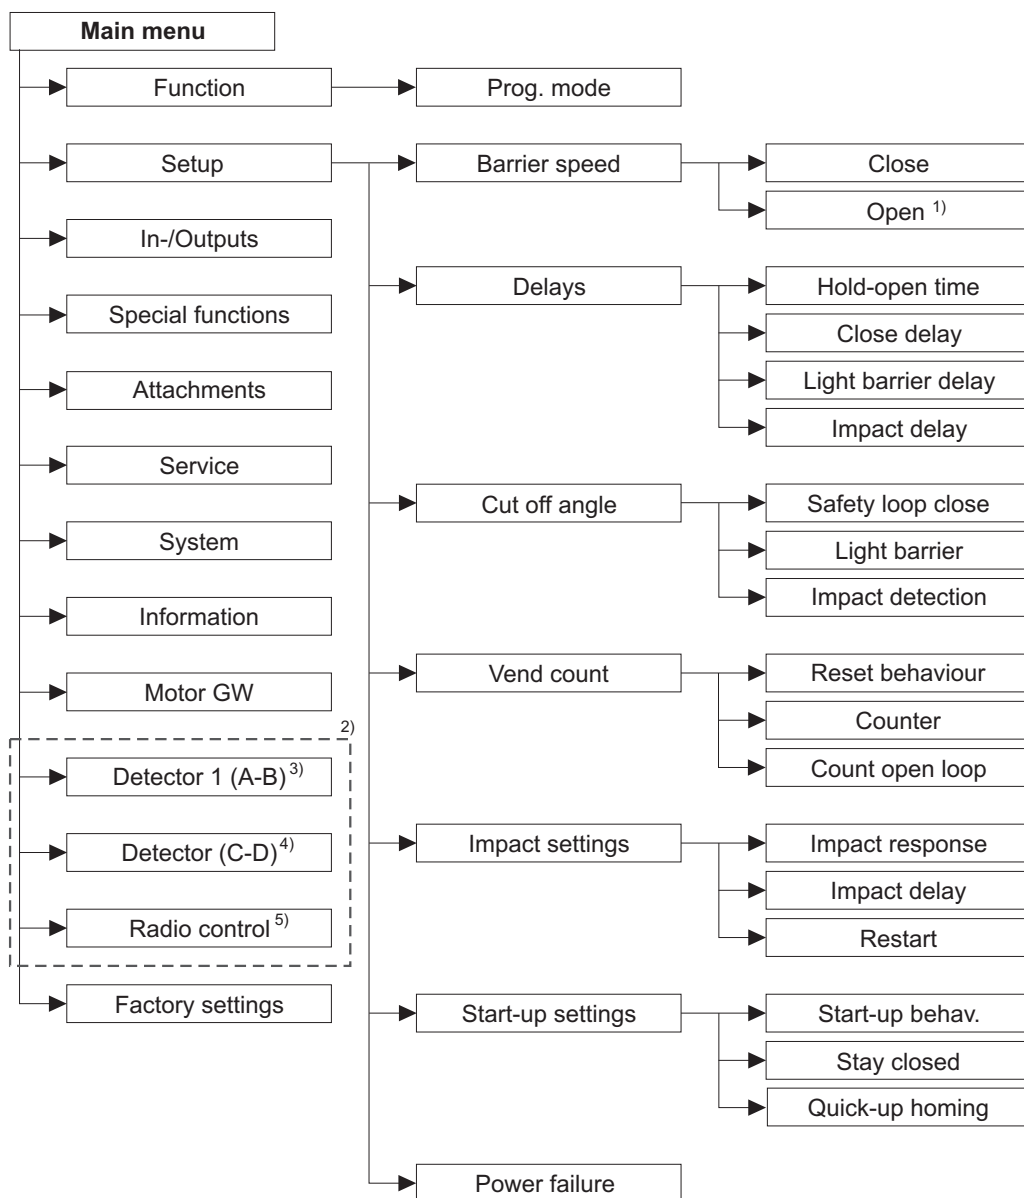 Main menu
Function
Prog. mode
Setup
Barrier speed
Close
Open 1)
In-/Outputs
Delays
Hold-open time
Close delay
Light barrier delay
Impact delay
Special functions
Attachments
Service
Cut off angle
Safety loop close
Light barrier
Impact detection
System
Information
Motor GW
Vend count
Reset behaviour
Counter
Count open loop
2)
Detector 1 (A-B) 3)
Detector (C-D) 4)
Radio control 5)
Impact settings
Impact response
Impact delay
Restart
Factory settings
Start-up settings
Start-up behav.
Stay closed
Quick-up homing
Power failure